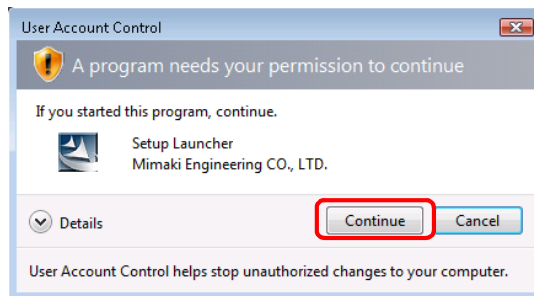 User Account Control
A program needs your permission to continue
If you started this program, continue.
Setup Launcher
Mimaki Engineering CO., LTD.
Details
Continue
Cancel
User Account Control helps stop unauthorized changes to your computer.